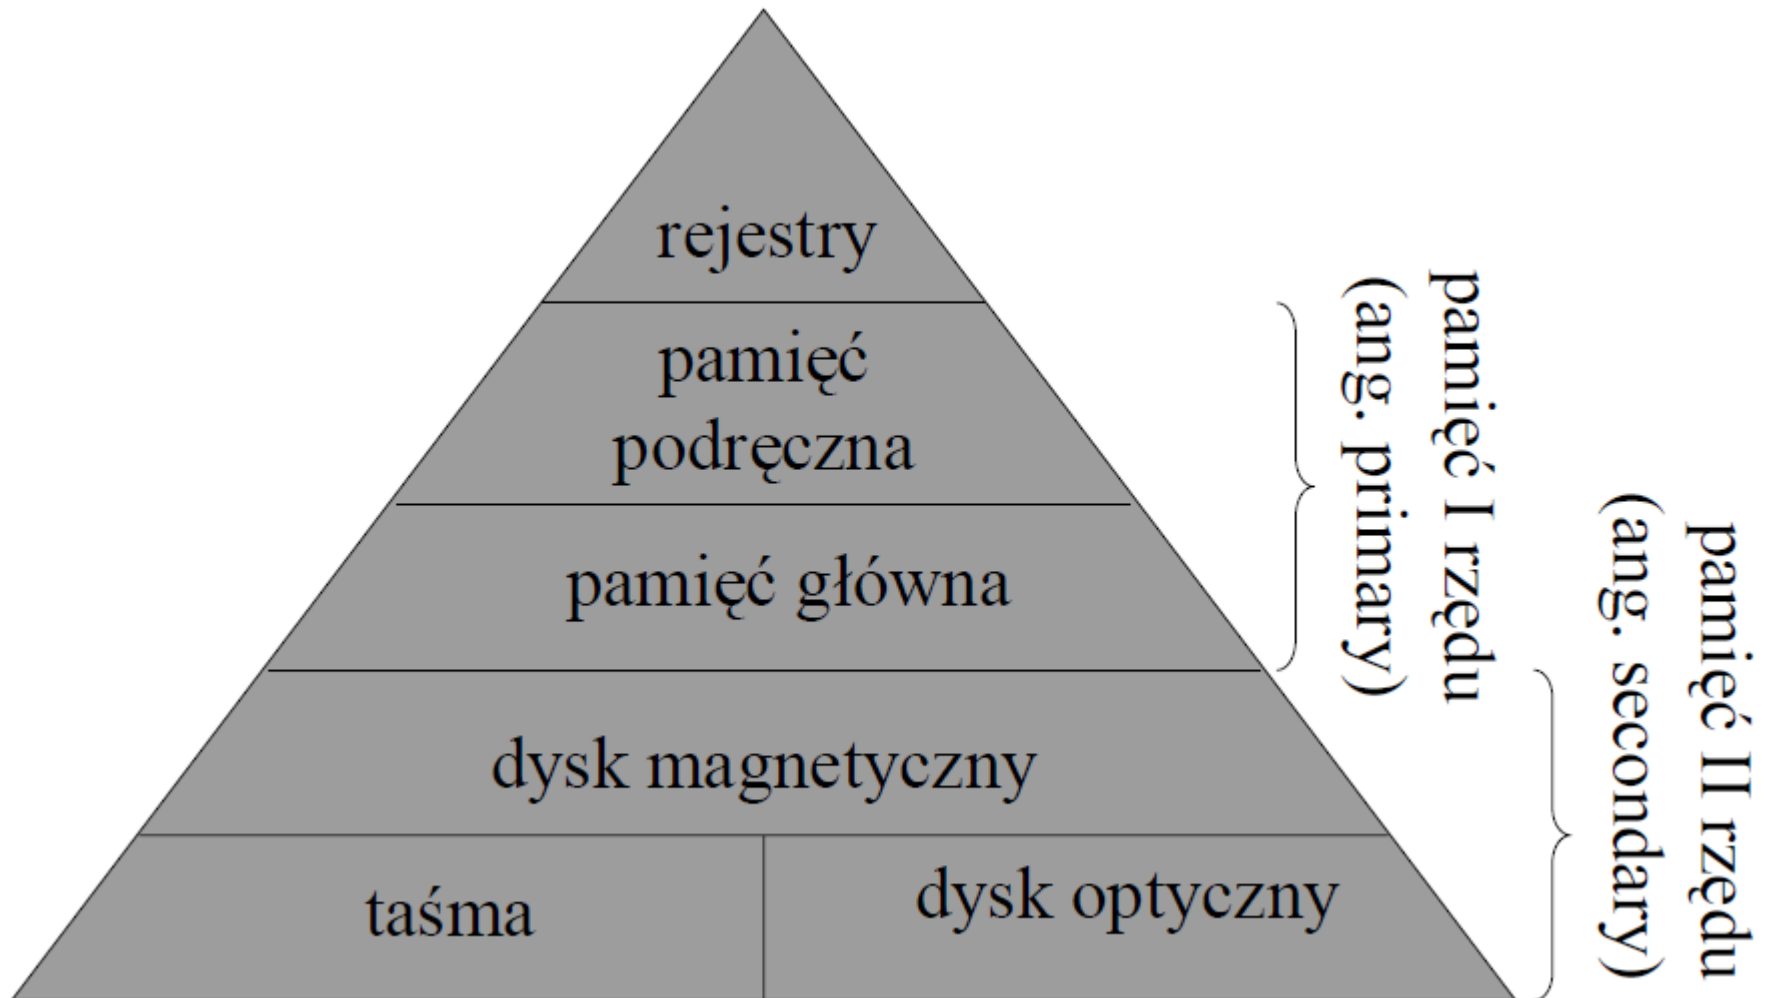 rejestry
pamięć
podręczna
pamięć główna
dysk magnetyczny
taśma
dysk optyczny
pamięć I rzędu
(ang. primary)
pamięć II rzędu
(ang. secondary)